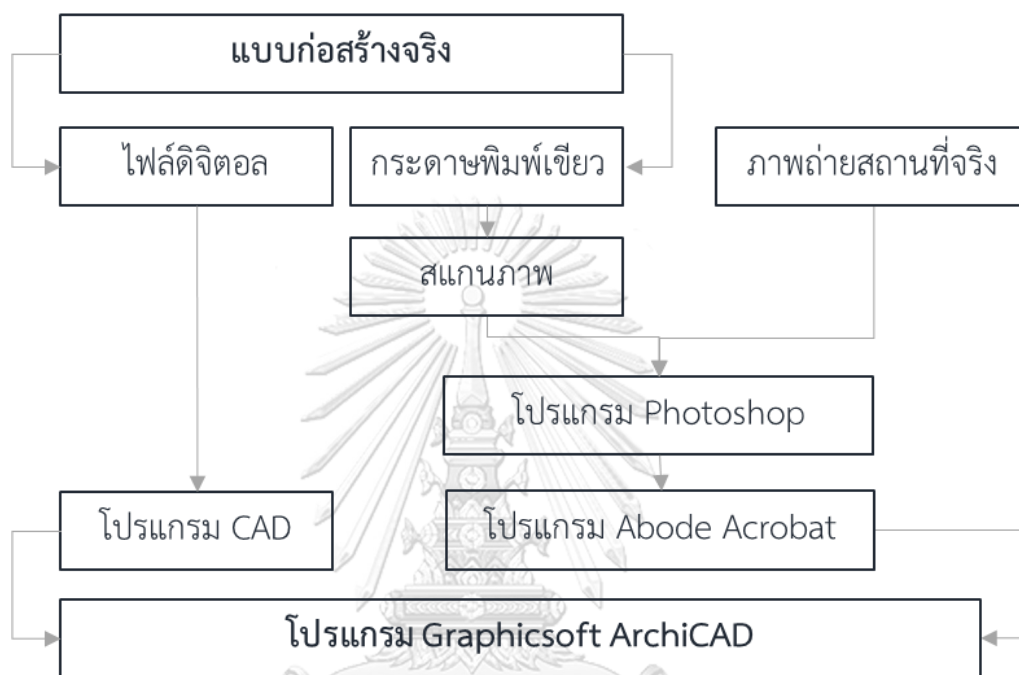 แบบก่อสร้างจริง
ไฟล์ดิจิตอล
กระดาษพิมพ์เขียว
ภาพถ่ายสถานที่จริง
สแกนภาพ
โปรแกรม Photoshop
โปรแกรม CAD
โปรแกรม Abode Acrobat
โปรแกรม Graphicsoft ArchiCAD